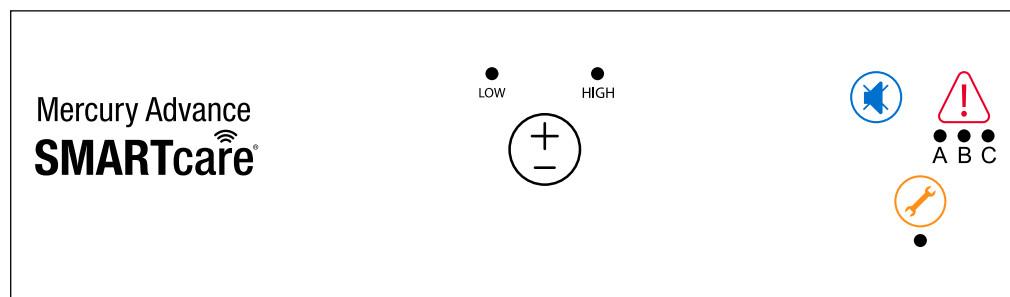 Mercury Advance
SMARTcare®
LOW HIGH
+
−
A B C